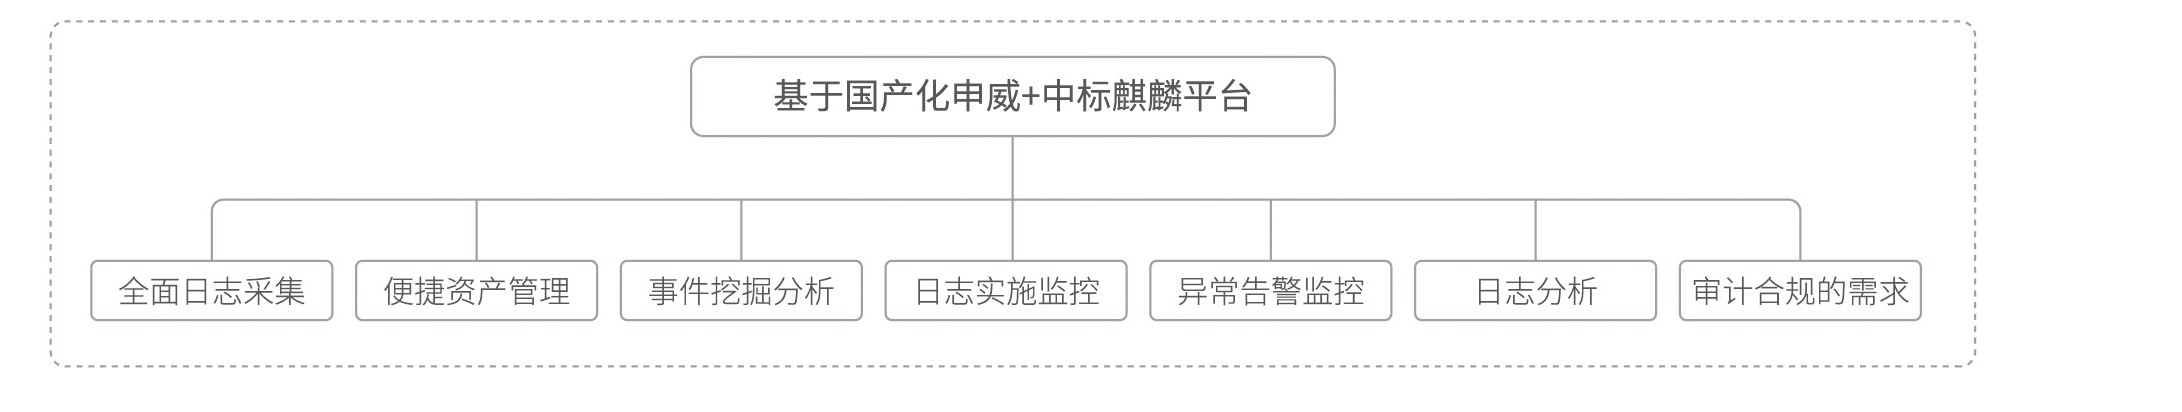 基于国产化申威+中标麒麟平台
全面日志采集
便捷资产管理
事件挖掘分析
日志实施监控
异常告警监控
日志分析
审计合规的需求